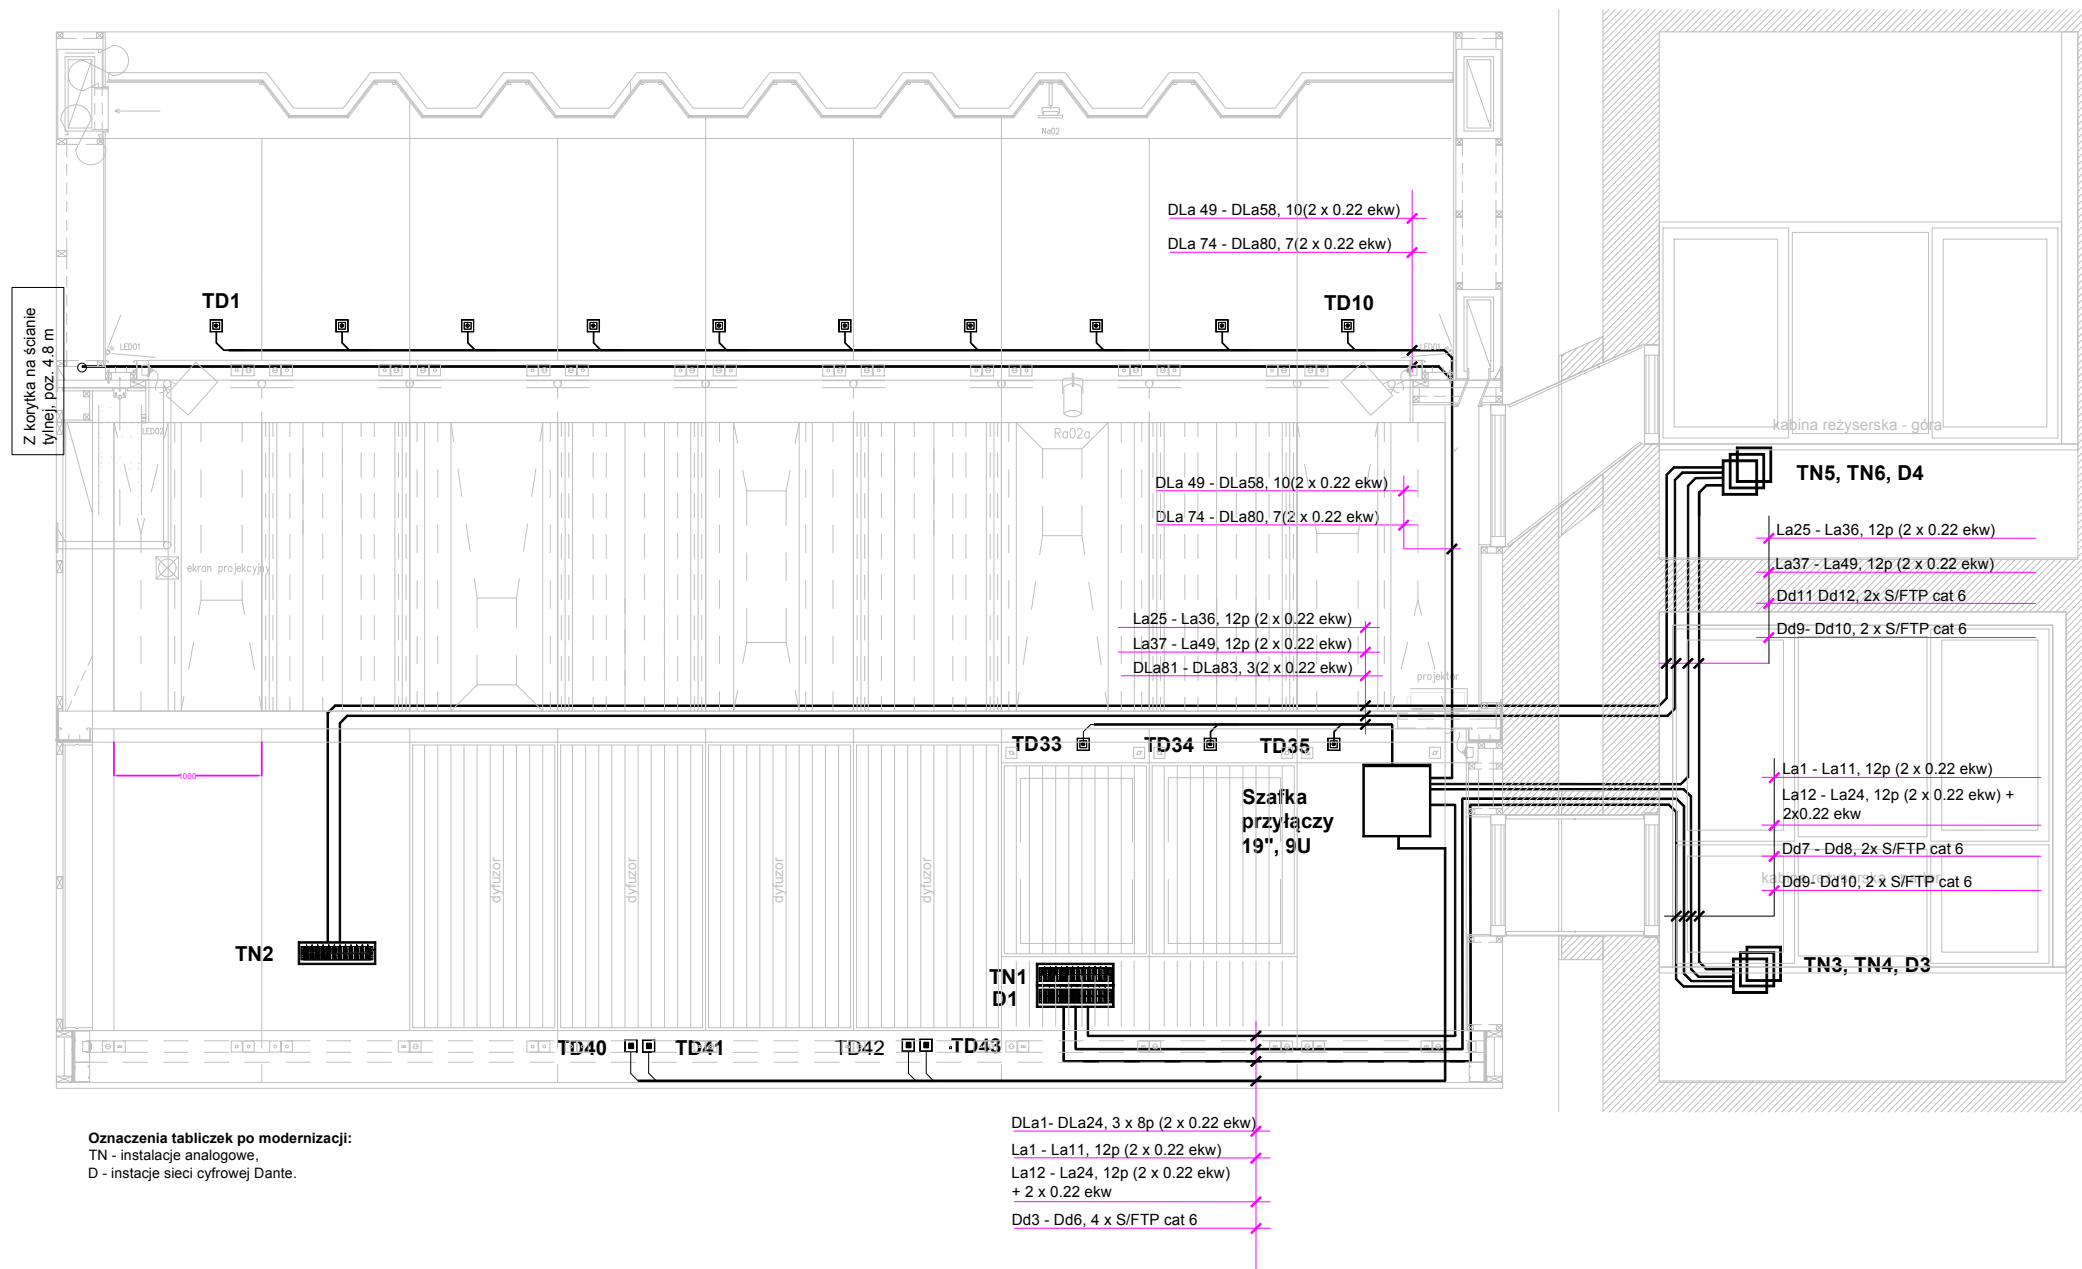 Na02
DLa 49 - DLa58, 10(2 x 0.22 ekw)
DLa 74 - DLa80, 7(2 x 0.22 ekw)
Z korytka na ścianie
tylnej, poz. 4.8 m
TD1
TD10
LED01
LED01
LED02
Ra02a
kabina reżyserska - góra
TN5, TN6, D4
DLa 49 - DLa58, 10(2 x 0.22 ekw)
DLa 74 - DLa80, 7(2 x 0.22 ekw)
La25 - La36, 12p (2 x 0.22 ekw)
La37 - La49, 12p (2 x 0.22 ekw)
Dd11 Dd12, 2x S/FTP cat 6
Dd9- Dd10, 2 x S/FTP cat 6
ekran projekcyjny
La25 - La36, 12p (2 x 0.22 ekw)
La37 - La49, 12p (2 x 0.22 ekw)
DLa81 - DLa83, 3(2 x 0.22 ekw)
projektor
TD33
TD34
TD35
1000
Szafka
przyłączy
19", 9U
La1 - La11, 12p (2 x 0.22 ekw)
La12 - La24, 12p (2 x 0.22 ekw) +
2x0.22 ekw
Dd7 - Dd8, 2x S/FTP cat 6
Dd9- Dd10, 2 x S/FTP cat 6
dyfuzor
dyfuzor
dyfuzor
dyfuzor
TN2
TN1
D1
TN3, TN4, D3
TD40
TD41
TD42
TD43
DLa1- DLa24, 3 x 8p (2 x 0.22 ekw)
La1 - La11, 12p (2 x 0.22 ekw)
La12 - La24, 12p (2 x 0.22 ekw)
+ 2 x 0.22 ekw
Dd3 - Dd6, 4 x S/FTP cat 6
Oznaczenia tabliczek po modernizacji:
TN - instalacje analogowe,
D - instacje sieci cyfrowej Dante.